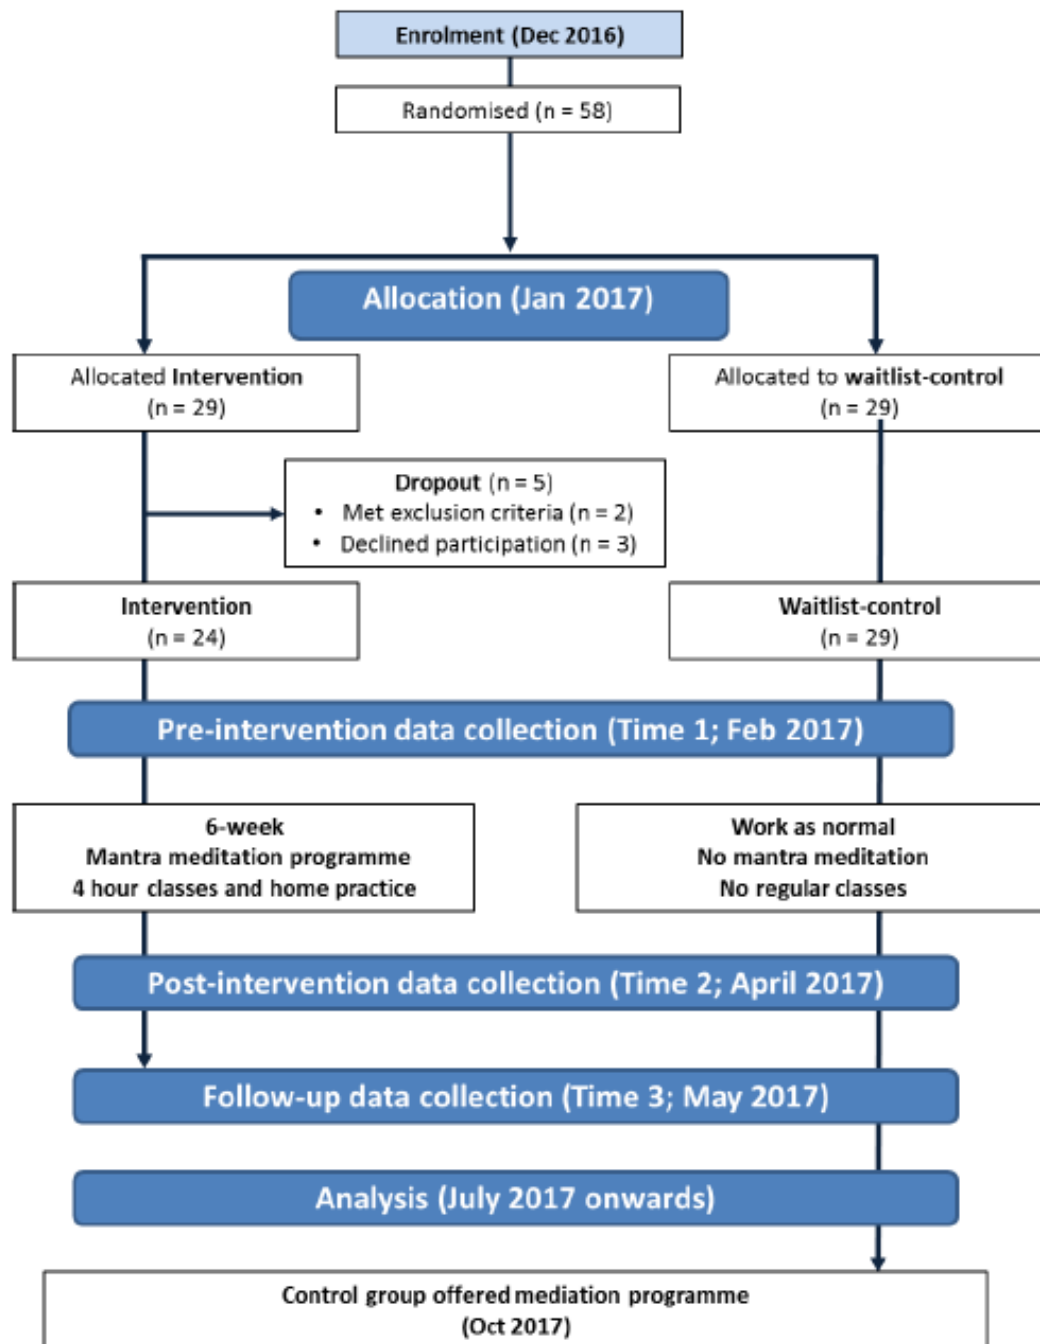 Enrolment (Dec 2016)
Randomised (n = 58)
Allocation (Jan 2017)
Allocated Intervention
(n = 29)
Allocated to waitlist-control
(n = 29)
Dropout (n = 5)
• Met exclusion criteria (n = 2)
• Declined participation (n = 3)
Intervention
(n = 24)
Waitlist-control
(n = 29)
Pre-intervention data collection (Time 1; Feb 2017)
6-week
Mantra meditation programme
4 hour classes and home practice
Work as normal
No mantra meditation
No regular classes
Post-intervention data collection (Time 2; April 2017)
Follow-up data collection (Time 3; May 2017)
Analysis (July 2017 onwards)
Control group offered mediation programme
(Oct 2017)